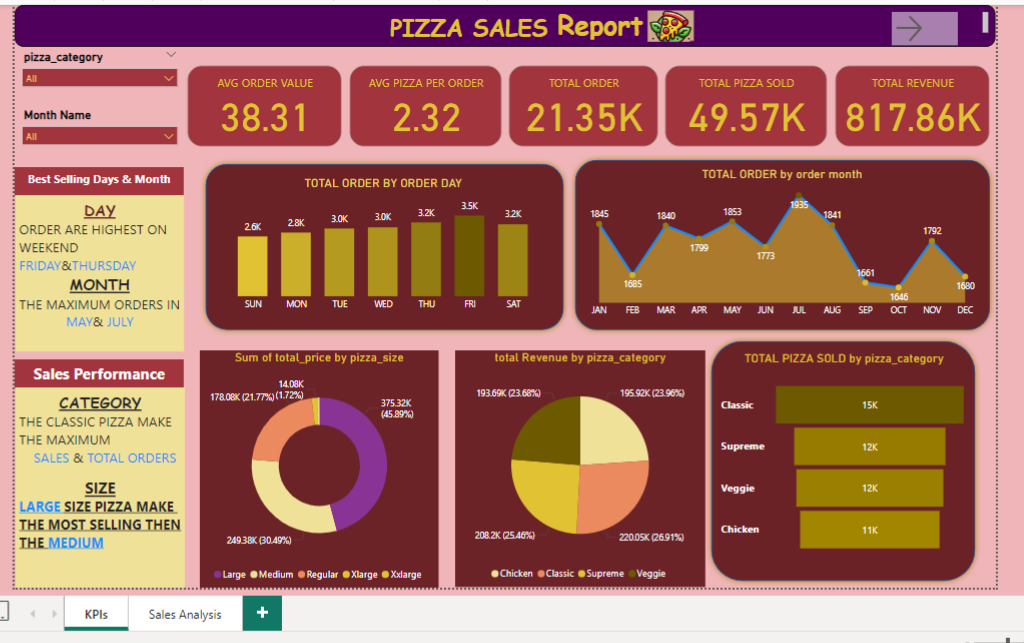 PIZZA SALES Report
pizza_category
All
Month Name
All
AVG ORDER VALUE
38.31
AVG PIZZA PER ORDER
2.32
TOTAL ORDER
21.35K
TOTAL PIZZA SOLD
49.57K
TOTAL REVENUE
817.86K
Best Selling Days & Month
DAY
ORDER ARE HIGHEST ON
WEEKEND
FRIDAY&THURSDAY
MONTH
THE MAXIMUM ORDERS IN
MAY& JULY
TOTAL ORDER BY ORDER DAY
2.6K 2.8K 3.0K 3.0K 3.2K 3.5K 3.2K
SUN MON TUE WED THU FRI SAT
TOTAL ORDER by order month
1845 1685 1840 1799 1853 1773 1935 1841 1661 1646 1792 1680
JAN FEB MAR APR MAY JUN JUL AUG SEP OCT NOV DEC
Sales Performance
CATEGORY
THE CLASSIC PIZZA MAKE
THE MAXIMUM
SALES & TOTAL ORDERS
SIZE
LARGE SIZE PIZZA MAKE
THE MOST SELLING THEN
THE MEDIUM
Sum of total_price by pizza_size
14.08K
(1.72%)
178.08K (21.77%)
375.32K
(45.89%)
249.38K (30.49%)
Large Medium Regular Xlarge Xxlarge
total Revenue by pizza_category
193.69K (23.68%)
195.92K (23.96%)
208.2K (25.46%)
220.05K (26.91%)
Chicken Classic Supreme Veggie
TOTAL PIZZA SOLD by pizza_category
Classic 15K
Supreme 12K
Veggie 12K
Chicken 11K
KPIs
Sales Analysis
+